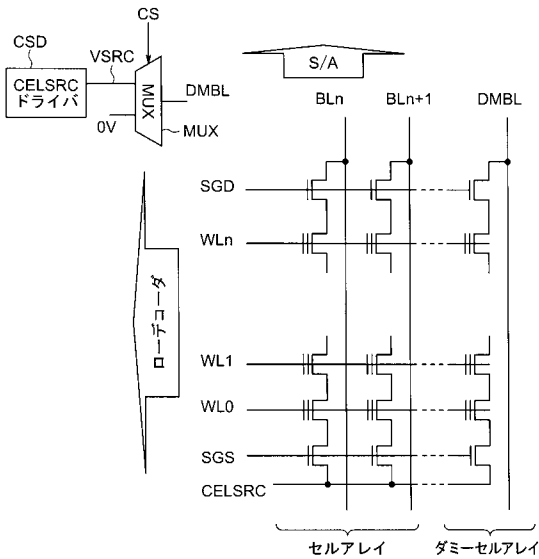 CS
CSD
VSRC
CELSRC
ドライバ
MUX
DMBL
0V
MUX
S/A
BLn
BLn+1
DMBL
SGD
WLn
ローデコーダ
WL1
WL0
SGS
CELSRC
セルアレイ
ダミーセルアレイ